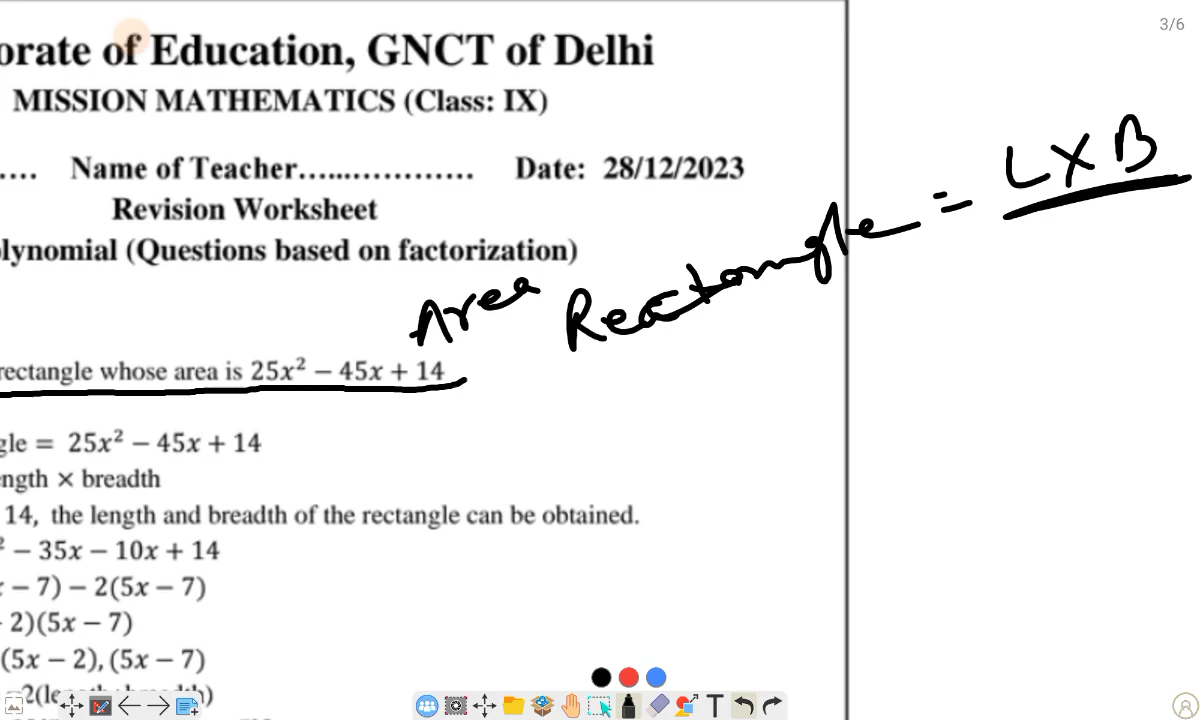 3/6
orate of Education, GNCT of Delhi
MISSION MATHEMATICS (Class: IX)
.... Name of Teacher................. Date: 28/12/2023
Revision Worksheet
olynomial (Questions based on factorization)
Area Rectangle = L × B
rectangle whose area is 25x² − 45x + 14
gle = 25x² − 45x + 14
ength × breadth
14, the length and breadth of the rectangle can be obtained.
² − 35x − 10x + 14
− 7) − 2(5x − 7)
2)(5x − 7)
(5x − 2), (5x − 7)
T